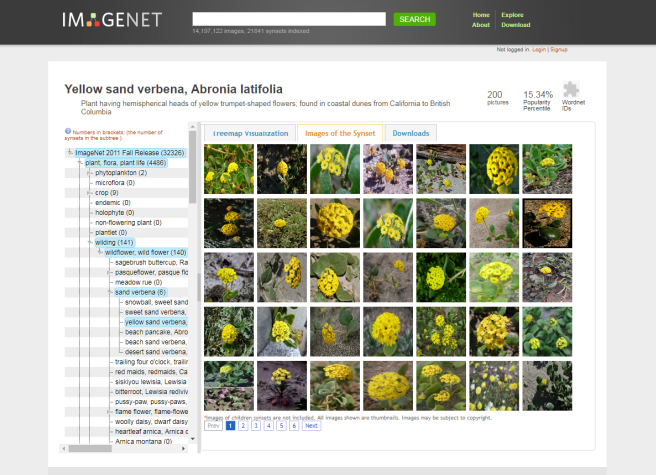 IMAGENET
SEARCH
14,197,122 images, 21841 synsets indexed
Home Explore
About Download
Not logged in. Login | Signup
Yellow sand verbena, Abronia latifolia
Plant having hemispherical heads of yellow trumpet-shaped flowers; found in coastal dunes from California to British
Columbia
200
pictures
15.34%
Popularity
Percentile
Wordnet
IDs
Numbers in brackets: (the number of
synsets in the subtree ).
ImageNet 2011 Fall Release (32326)
plant, flora, plant life (4486)
phytoplankton (2)
microflora (0)
crop (9)
endemic (0)
holophyte (0)
non-flowering plant (0)
plantlet (0)
wilding (141)
wildflower, wild flower (140)
sagebrush buttercup, Ra
pasqueflower, pasque flo
meadow rue (0)
sand verbena (6)
snowball, sweet sand
sweet sand verbena,
yellow sand verbena,
beach pancake, Abro
beach sand verbena,
desert sand verbena,
trailing four o'clock, trailin
red maids, redmaids, Ca
siskiyou lewisia, Lewisia
bitterroot, Lewisia rediviv
pussy-paw, pussy-paws,
flame flower, flame-flowe
woolly daisy, dwarf daisy
heartleaf arnica, Arnica c
Arnica montana (0)
Treemap Visualization
Images of the Synset
Downloads
*Images of children synsets are not included. All images shown are thumbnails. Images may be subject to copyright.
Prev 1 2 3 4 5 6 Next